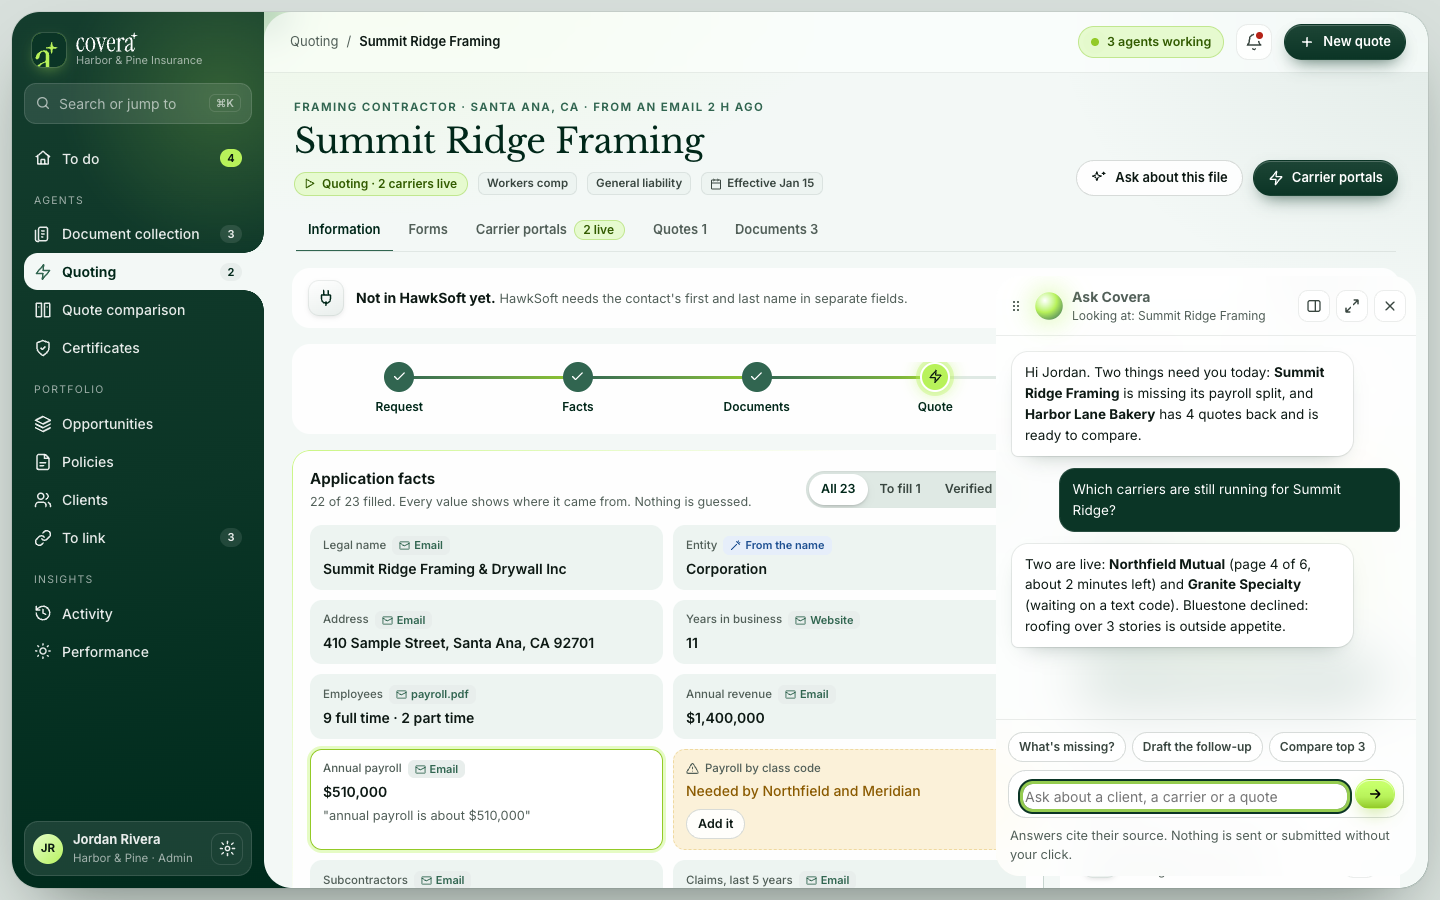 covera
Harbor & Pine Insurance
Search or jump to
⌘K
To do
4
AGENTS
Document collection
3
Quoting
2
Quote comparison
Certificates
PORTFOLIO
Opportunities
Policies
Clients
To link
3
INSIGHTS
Activity
Performance
JR
Jordan Rivera
Harbor & Pine · Admin
Quoting / Summit Ridge Framing
3 agents working
New quote
FRAMING CONTRACTOR · SANTA ANA, CA · FROM AN EMAIL 2 H AGO
Summit Ridge Framing
Quoting · 2 carriers live
Workers comp
General liability
Effective Jan 15
Ask about this file
Carrier portals
Information
Forms
Carrier portals 2 live
Quotes 1
Documents 3
Not in HawkSoft yet. HawkSoft needs the contact's first and last name in separate fields.
Request
Facts
Documents
Quote
Application facts
22 of 23 filled. Every value shows where it came from. Nothing is guessed.
All 23
To fill 1
Verified
Legal name Email
Summit Ridge Framing & Drywall Inc
Entity From the name
Corporation
Address Email
410 Sample Street, Santa Ana, CA 92701
Years in business Website
11
Employees payroll.pdf
9 full time · 2 part time
Annual revenue Email
$1,400,000
Annual payroll Email
$510,000
"annual payroll is about $510,000"
Payroll by class code
Needed by Northfield and Meridian
Add it
Subcontractors Email
Claims, last 5 years Email
Ask Covera
Looking at: Summit Ridge Framing
Hi Jordan. Two things need you today: Summit
Ridge Framing is missing its payroll split, and
Harbor Lane Bakery has 4 quotes back and is
ready to compare.
Which carriers are still running for Summit
Ridge?
Two are live: Northfield Mutual (page 4 of 6,
about 2 minutes left) and Granite Specialty
(waiting on a text code). Bluestone declined:
roofing over 3 stories is outside appetite.
What's missing?
Draft the follow-up
Compare top 3
Ask about a client, a carrier or a quote
Answers cite their source. Nothing is sent or submitted without
your click.